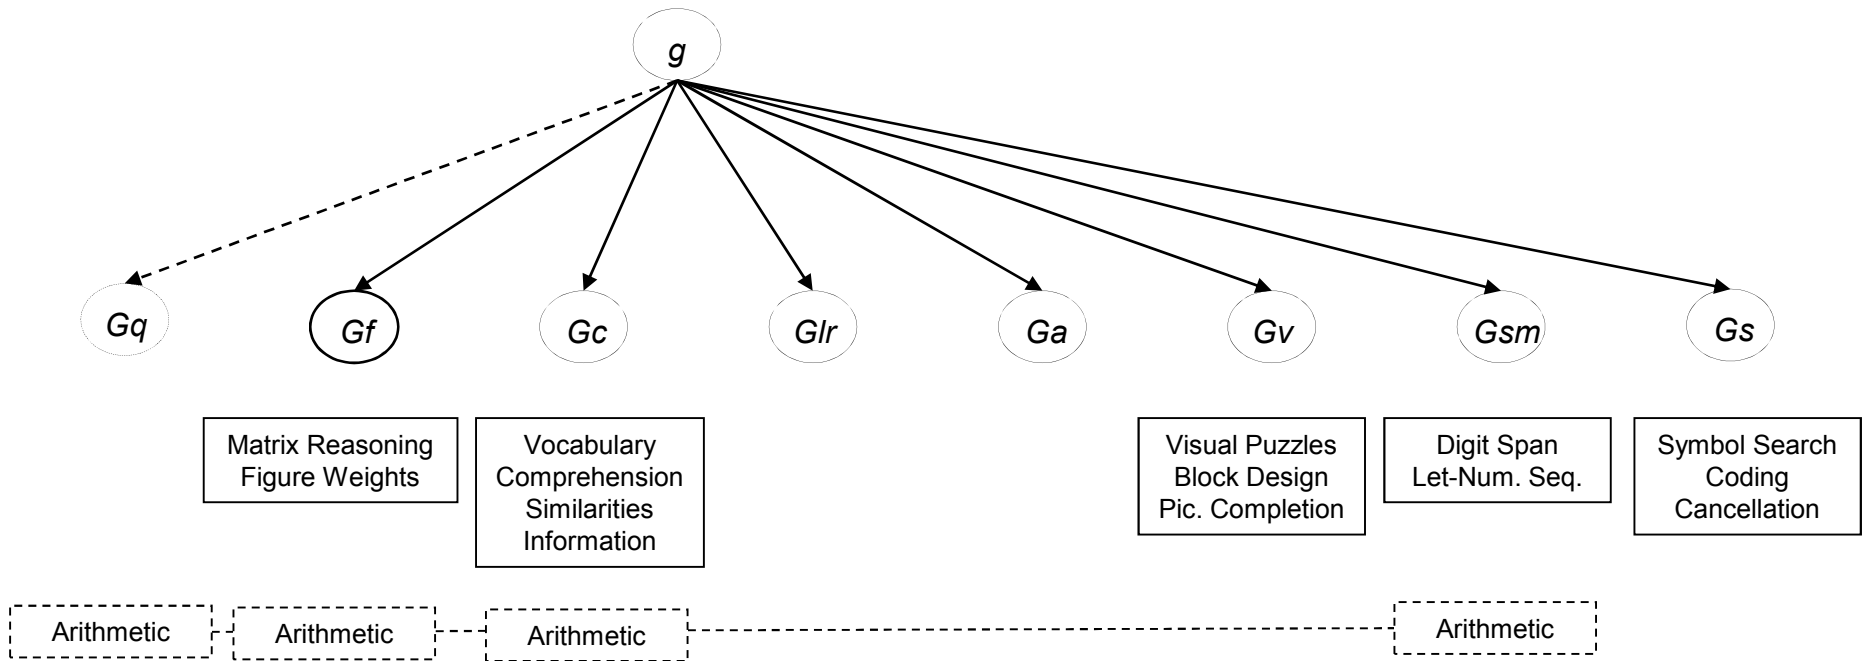 g
Gq
Gf
Gc
Glr
Ga
Gv
Gsm
Gs
Matrix Reasoning
Figure Weights
Vocabulary
Comprehension
Similarities
Information
Visual Puzzles
Block Design
Pic. Completion
Digit Span
Let-Num. Seq.
Symbol Search
Coding
Cancellation
Arithmetic
Arithmetic
Arithmetic
Arithmetic